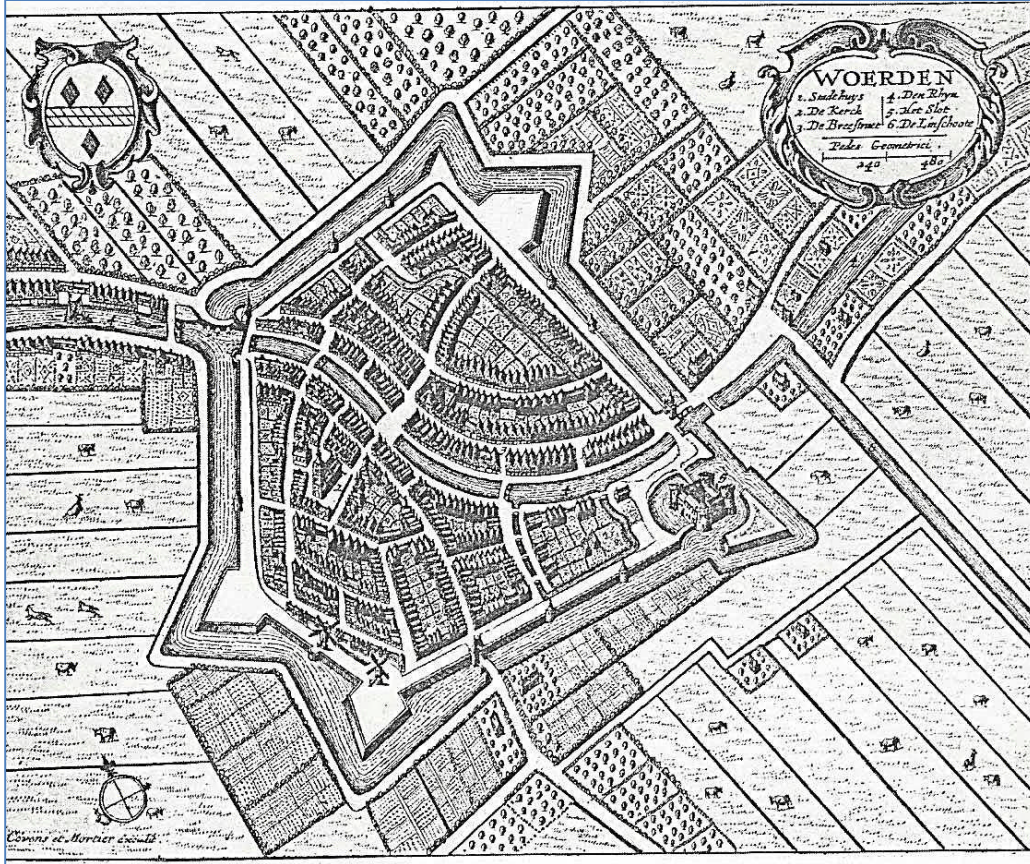 WOERDEN
1. Stadthuys 4. Den Rhyn
2. De Kerck 5. Het Slot
3. De Breestraet 6. De Linschoote
Pedes Geometrici.
240 480
Covens et Mortier Excudit.